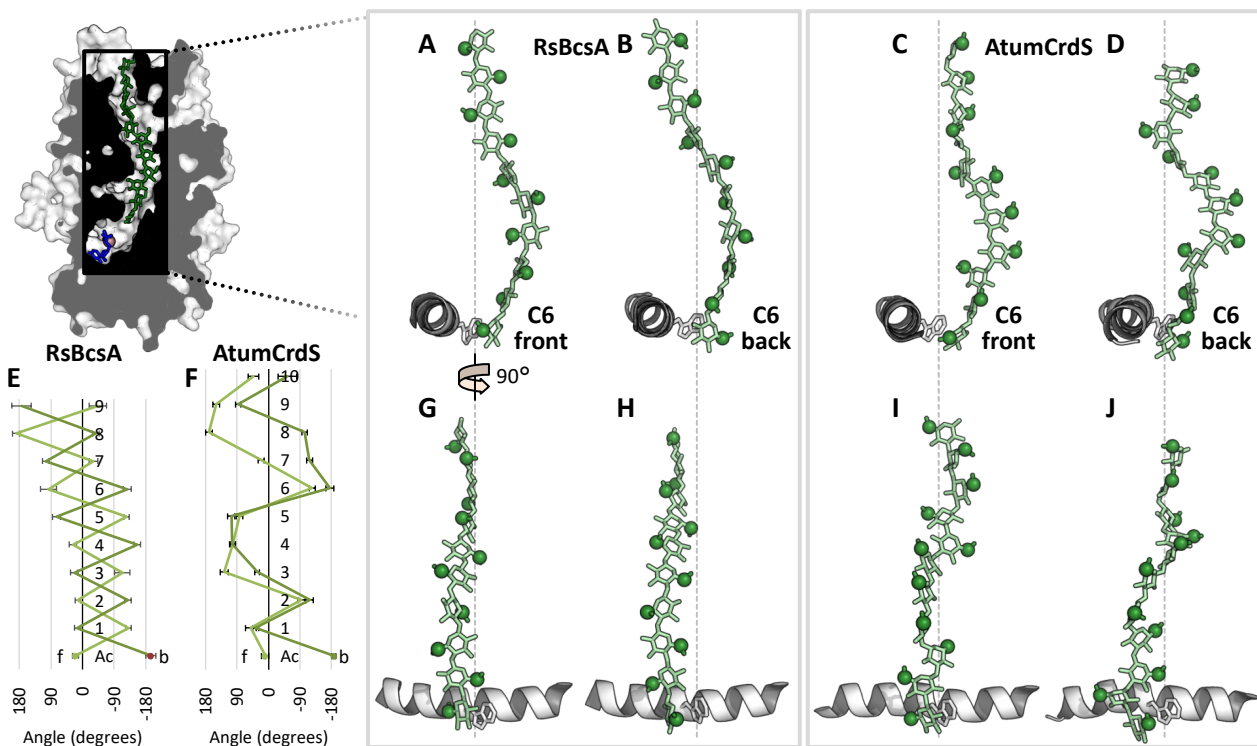 A
B
RsBcsA
C6
front
C6
back
90°
C
D
AtumCrdS
C6
front
C6
back
RsBcsA
E
9
8
7
6
5
4
3
2
1
f Ac b
180
90
0
-90
-180
Angle (degrees)
AtumCrdS
F
10
9
8
7
6
5
4
3
2
1
f Ac b
180
90
0
-90
-180
Angle (degrees)
G
H
I
J